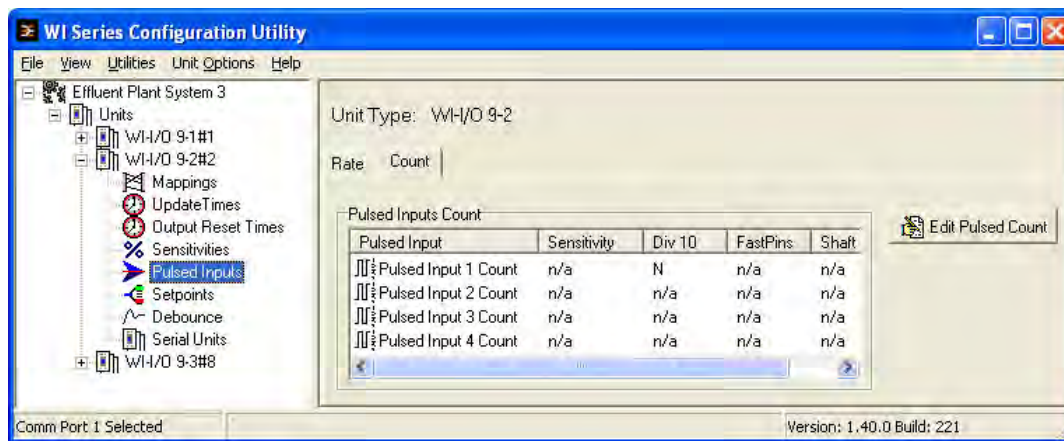 WI Series Configuration Utility
File View Utilities Unit Options Help
Effluent Plant System 3
Units
WI-I/O 9-1#1
WI-I/O 9-2#2
Mappings
UpdateTimes
Output Reset Times
Sensitivities
Pulsed Inputs
Setpoints
Debounce
Serial Units
WI-I/O 9-3#8
Unit Type: WI-I/O 9-2
Rate Count
Pulsed Inputs Count
Pulsed Input Sensitivity Div 10 FastPins Shaft
Pulsed Input 1 Count n/a N n/a n/a
Pulsed Input 2 Count n/a n/a n/a n/a
Pulsed Input 3 Count n/a n/a n/a n/a
Pulsed Input 4 Count n/a n/a n/a n/a
Edit Pulsed Count
Comm Port 1 Selected
Version: 1.40.0 Build: 221